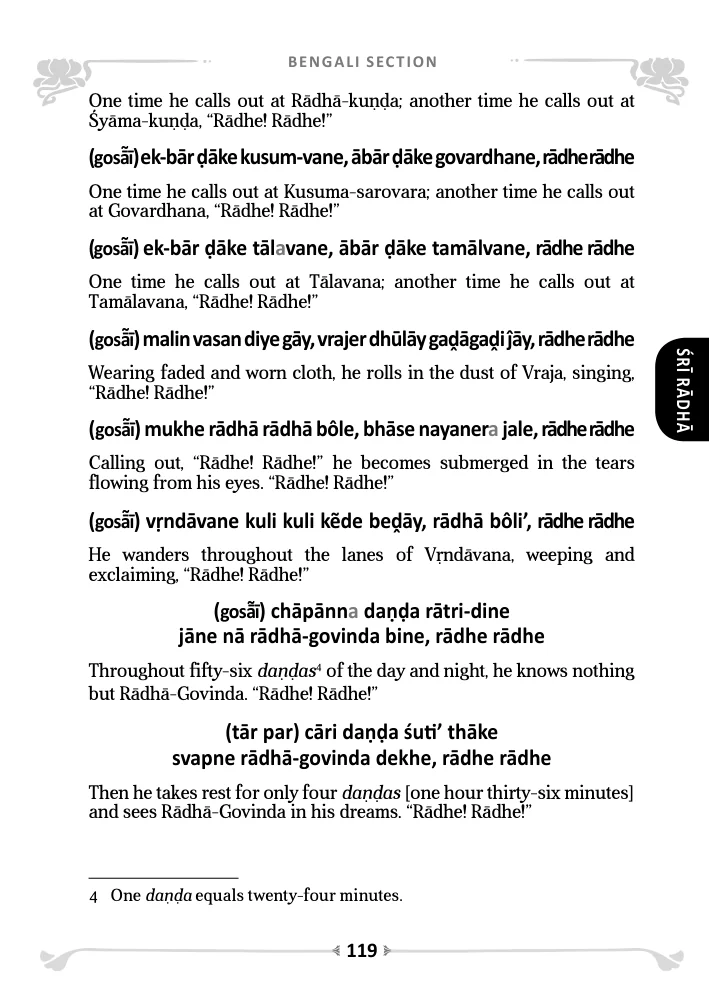 BENGALI SECTION
One time he calls out at Rādhā-kuṇḍa; another time he calls out at
Śyāma-kuṇḍa, “Rādhe! Rādhe!”
(gosā̃ī) ek-bār ḍāke kusum-vane, ābār ḍāke govardhane, rādhe rādhe
One time he calls out at Kusuma-sarovara; another time he calls out
at Govardhana, “Rādhe! Rādhe!”
(gosā̃ī) ek-bār ḍāke tālavane, ābār ḍāke tamālvane, rādhe rādhe
One time he calls out at Tālavana; another time he calls out at
Tamālavana, “Rādhe! Rādhe!”
(gosā̃ī) malin vasan diye gāy, vrajer dhūlāy gaḓāgaḓi ĵāy, rādhe rādhe
Wearing faded and worn cloth, he rolls in the dust of Vraja, singing,
“Rādhe! Rādhe!”
(gosā̃ī) mukhe rādhā rādhā bôle, bhāse nayanera jale, rādhe rādhe
Calling out, “Rādhe! Rādhe!” he becomes submerged in the tears
flowing from his eyes. “Rādhe! Rādhe!”
(gosā̃ī) vṛndāvane kuli kuli kẽde beḓāy, rādhā bôli’, rādhe rādhe
He wanders throughout the lanes of Vṛndāvana, weeping and
exclaiming, “Rādhe! Rādhe!”
(gosā̃ī) chāpānna daṇḍa rātri-dine
jāne nā rādhā-govinda bine, rādhe rādhe
Throughout fifty-six daṇḍas⁴ of the day and night, he knows nothing
but Rādhā-Govinda. “Rādhe! Rādhe!”
(tār par) cāri daṇḍa śuti’ thāke
svapne rādhā-govinda dekhe, rādhe rādhe
Then he takes rest for only four daṇḍas [one hour thirty-six minutes]
and sees Rādhā-Govinda in his dreams. “Rādhe! Rādhe!”
4 One daṇḍa equals twenty-four minutes.
119
ŚRĪ RĀDHĀ